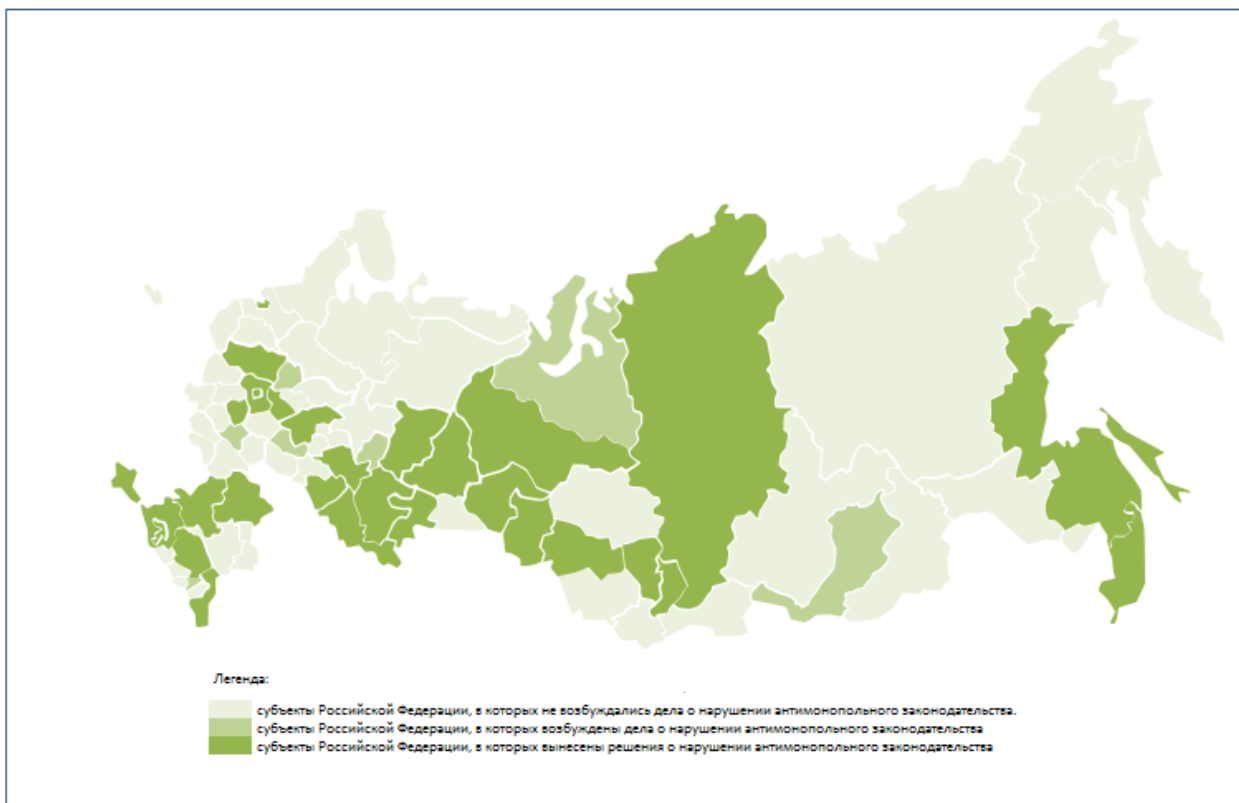 Легенда:
субъекты Российской Федерации, в которых не возбуждались дела о нарушении антимонопольного законодательства.
субъекты Российской Федерации, в которых возбуждены дела о нарушении антимонопольного законодательства
субъекты Российской Федерации, в которых вынесены решения о нарушении антимонопольного законодательства